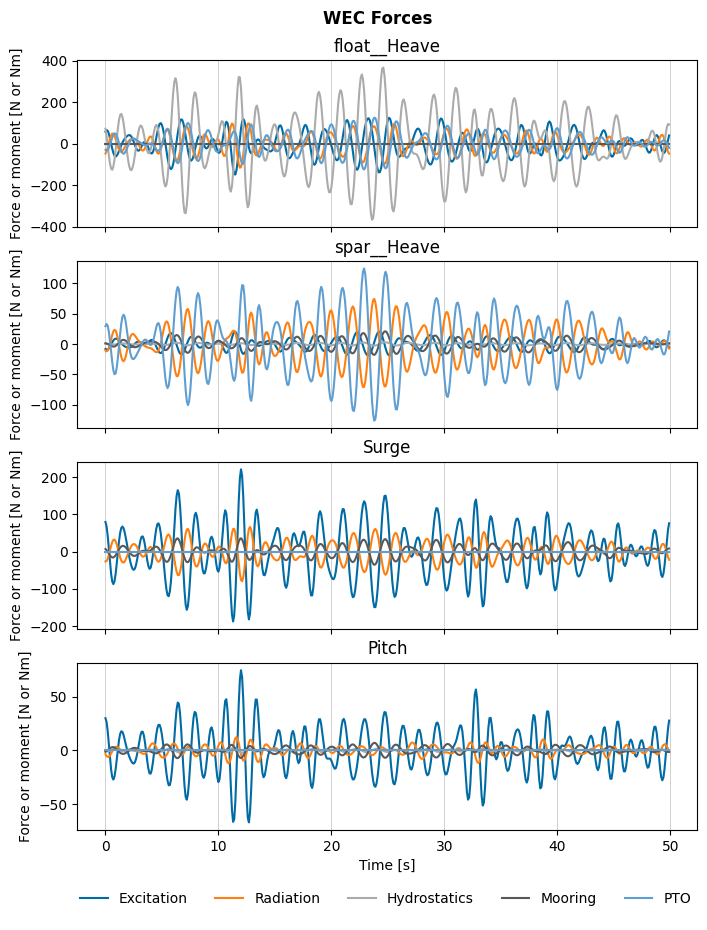 WEC Forces
float__Heave
Force or moment [N or Nm]
400
200
0
−200
−400
spar__Heave
Force or moment [N or Nm]
100
50
0
−50
−100
Surge
Force or moment [N or Nm]
200
100
0
−100
−200
Pitch
Force or moment [N or Nm]
50
0
−50
0 10 20 30 40 50
Time [s]
Excitation Radiation Hydrostatics Mooring PTO